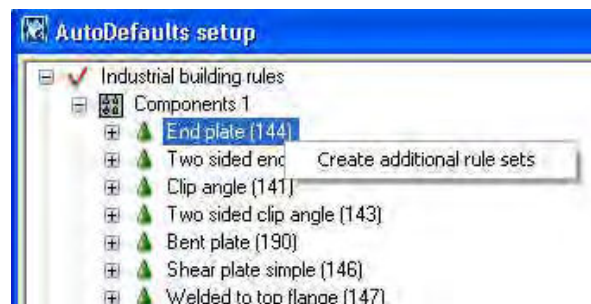 AutoDefaults setup
Industrial building rules
Components 1
End plate (144)
Two sided end
Create additional rule sets
Clip angle (141)
Two sided clip angle (143)
Bent plate (190)
Shear plate simple (146)
Welded to top flange (147)